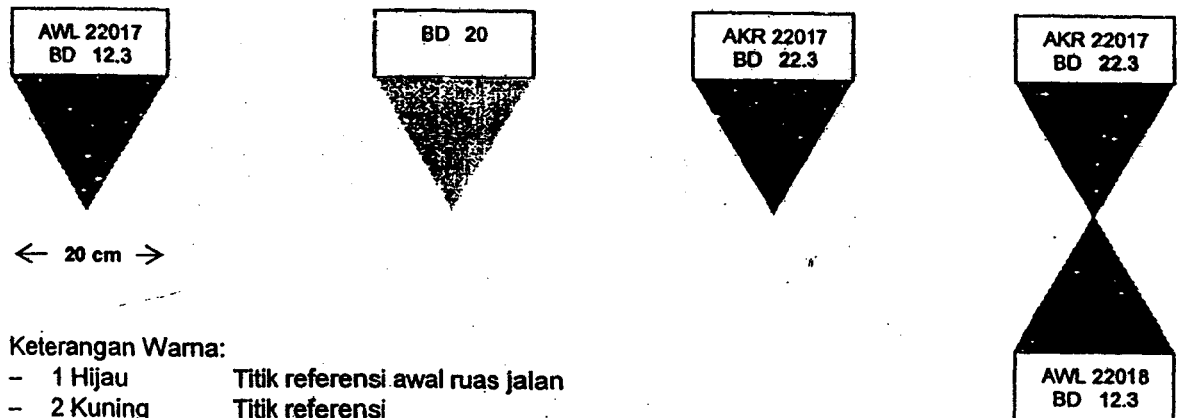 AWL 22017
BD 12.3
BD 20
AKR 22017
BD 22.3
AKR 22017
BD 22.3
← 20 cm →
Keterangan Warna:
– 1 Hijau Titik referensi awal ruas jalan
– 2 Kuning Titik referensi
AWL 22018
BD 12.3